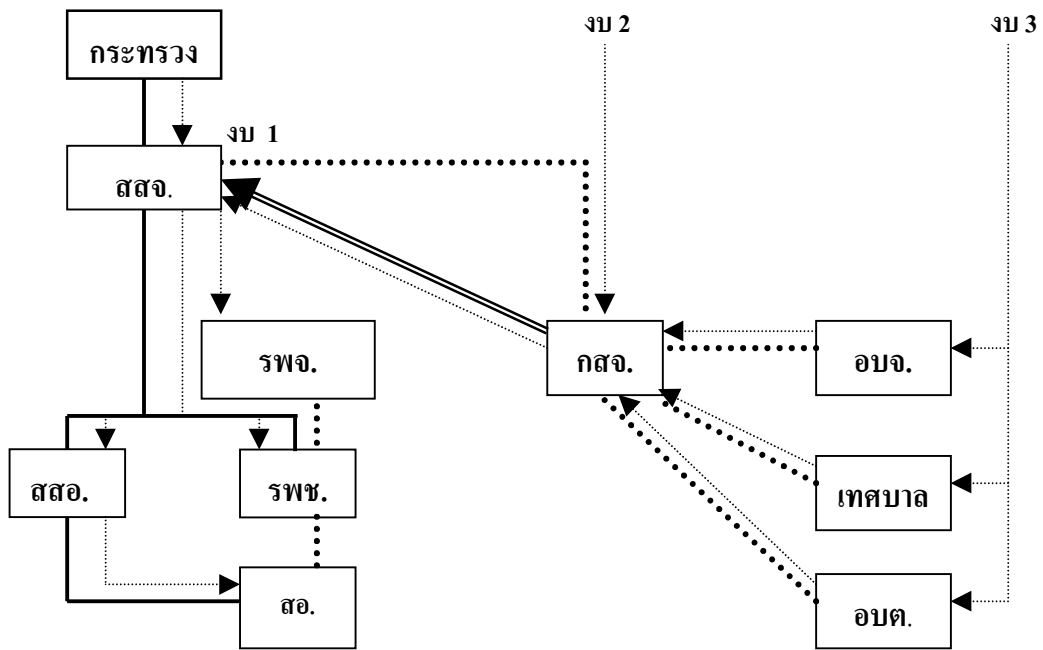 งบ 2
งบ 3
กระทรวง
งบ 1
สสจ.
รพจ.
กสจ.
อบจ.
สสอ.
รพช.
เทศบาล
สอ.
อบต.